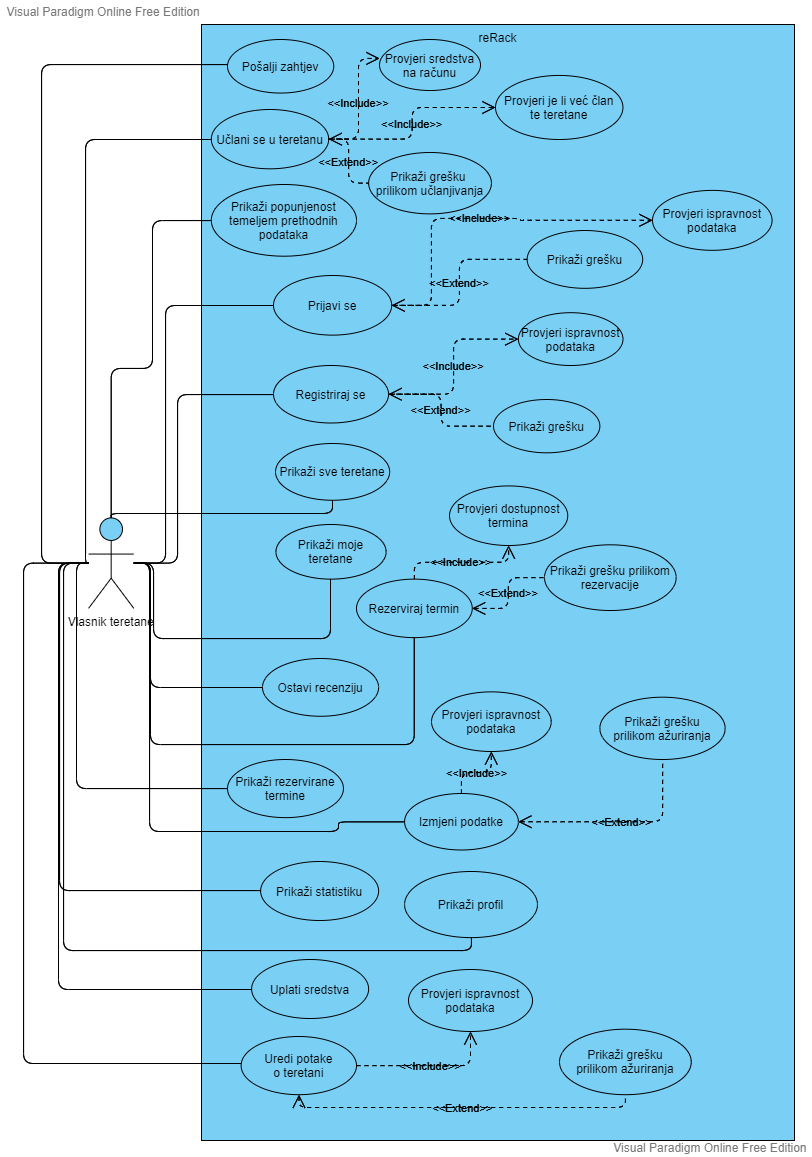 Visual Paradigm Online Free Edition
reRack
Pošalji zahtjev
Provjeri sredstva
na računu
<<Include>>
Provjeri je li već član
te teretane
<<Include>>
Učlani se u teretanu
<<Extend>>
Prikaži grešku
prilikom učlanjivanja
Prikaži popunjenost
temeljem prethodnih
podataka
<<Include>>
Provjeri ispravnost
podataka
Prikaži grešku
<<Extend>>
Prijavi se
Provjeri ispravnost
podataka
<<Include>>
Registriraj se
<<Extend>>
Prikaži grešku
Prikaži sve teretane
Provjeri dostupnost
termina
Prikaži moje
teretane
<<Include>>
Prikaži grešku prilikom
rezervacije
<<Extend>>
Rezerviraj termin
Vlasnik teretane
Ostavi recenziju
Provjeri ispravnost
podataka
Prikaži grešku
prilikom ažuriranja
<<Include>>
Prikaži rezervirane
termine
Izmjeni podatke
<<Extend>>
Prikaži statistiku
Prikaži profil
Uplati sredstva
Provjeri ispravnost
podataka
Uredi potake
o teretani
<<Include>>
Prikaži grešku
prilikom ažuriranja
<<Extend>>
Visual Paradigm Online Free Edition